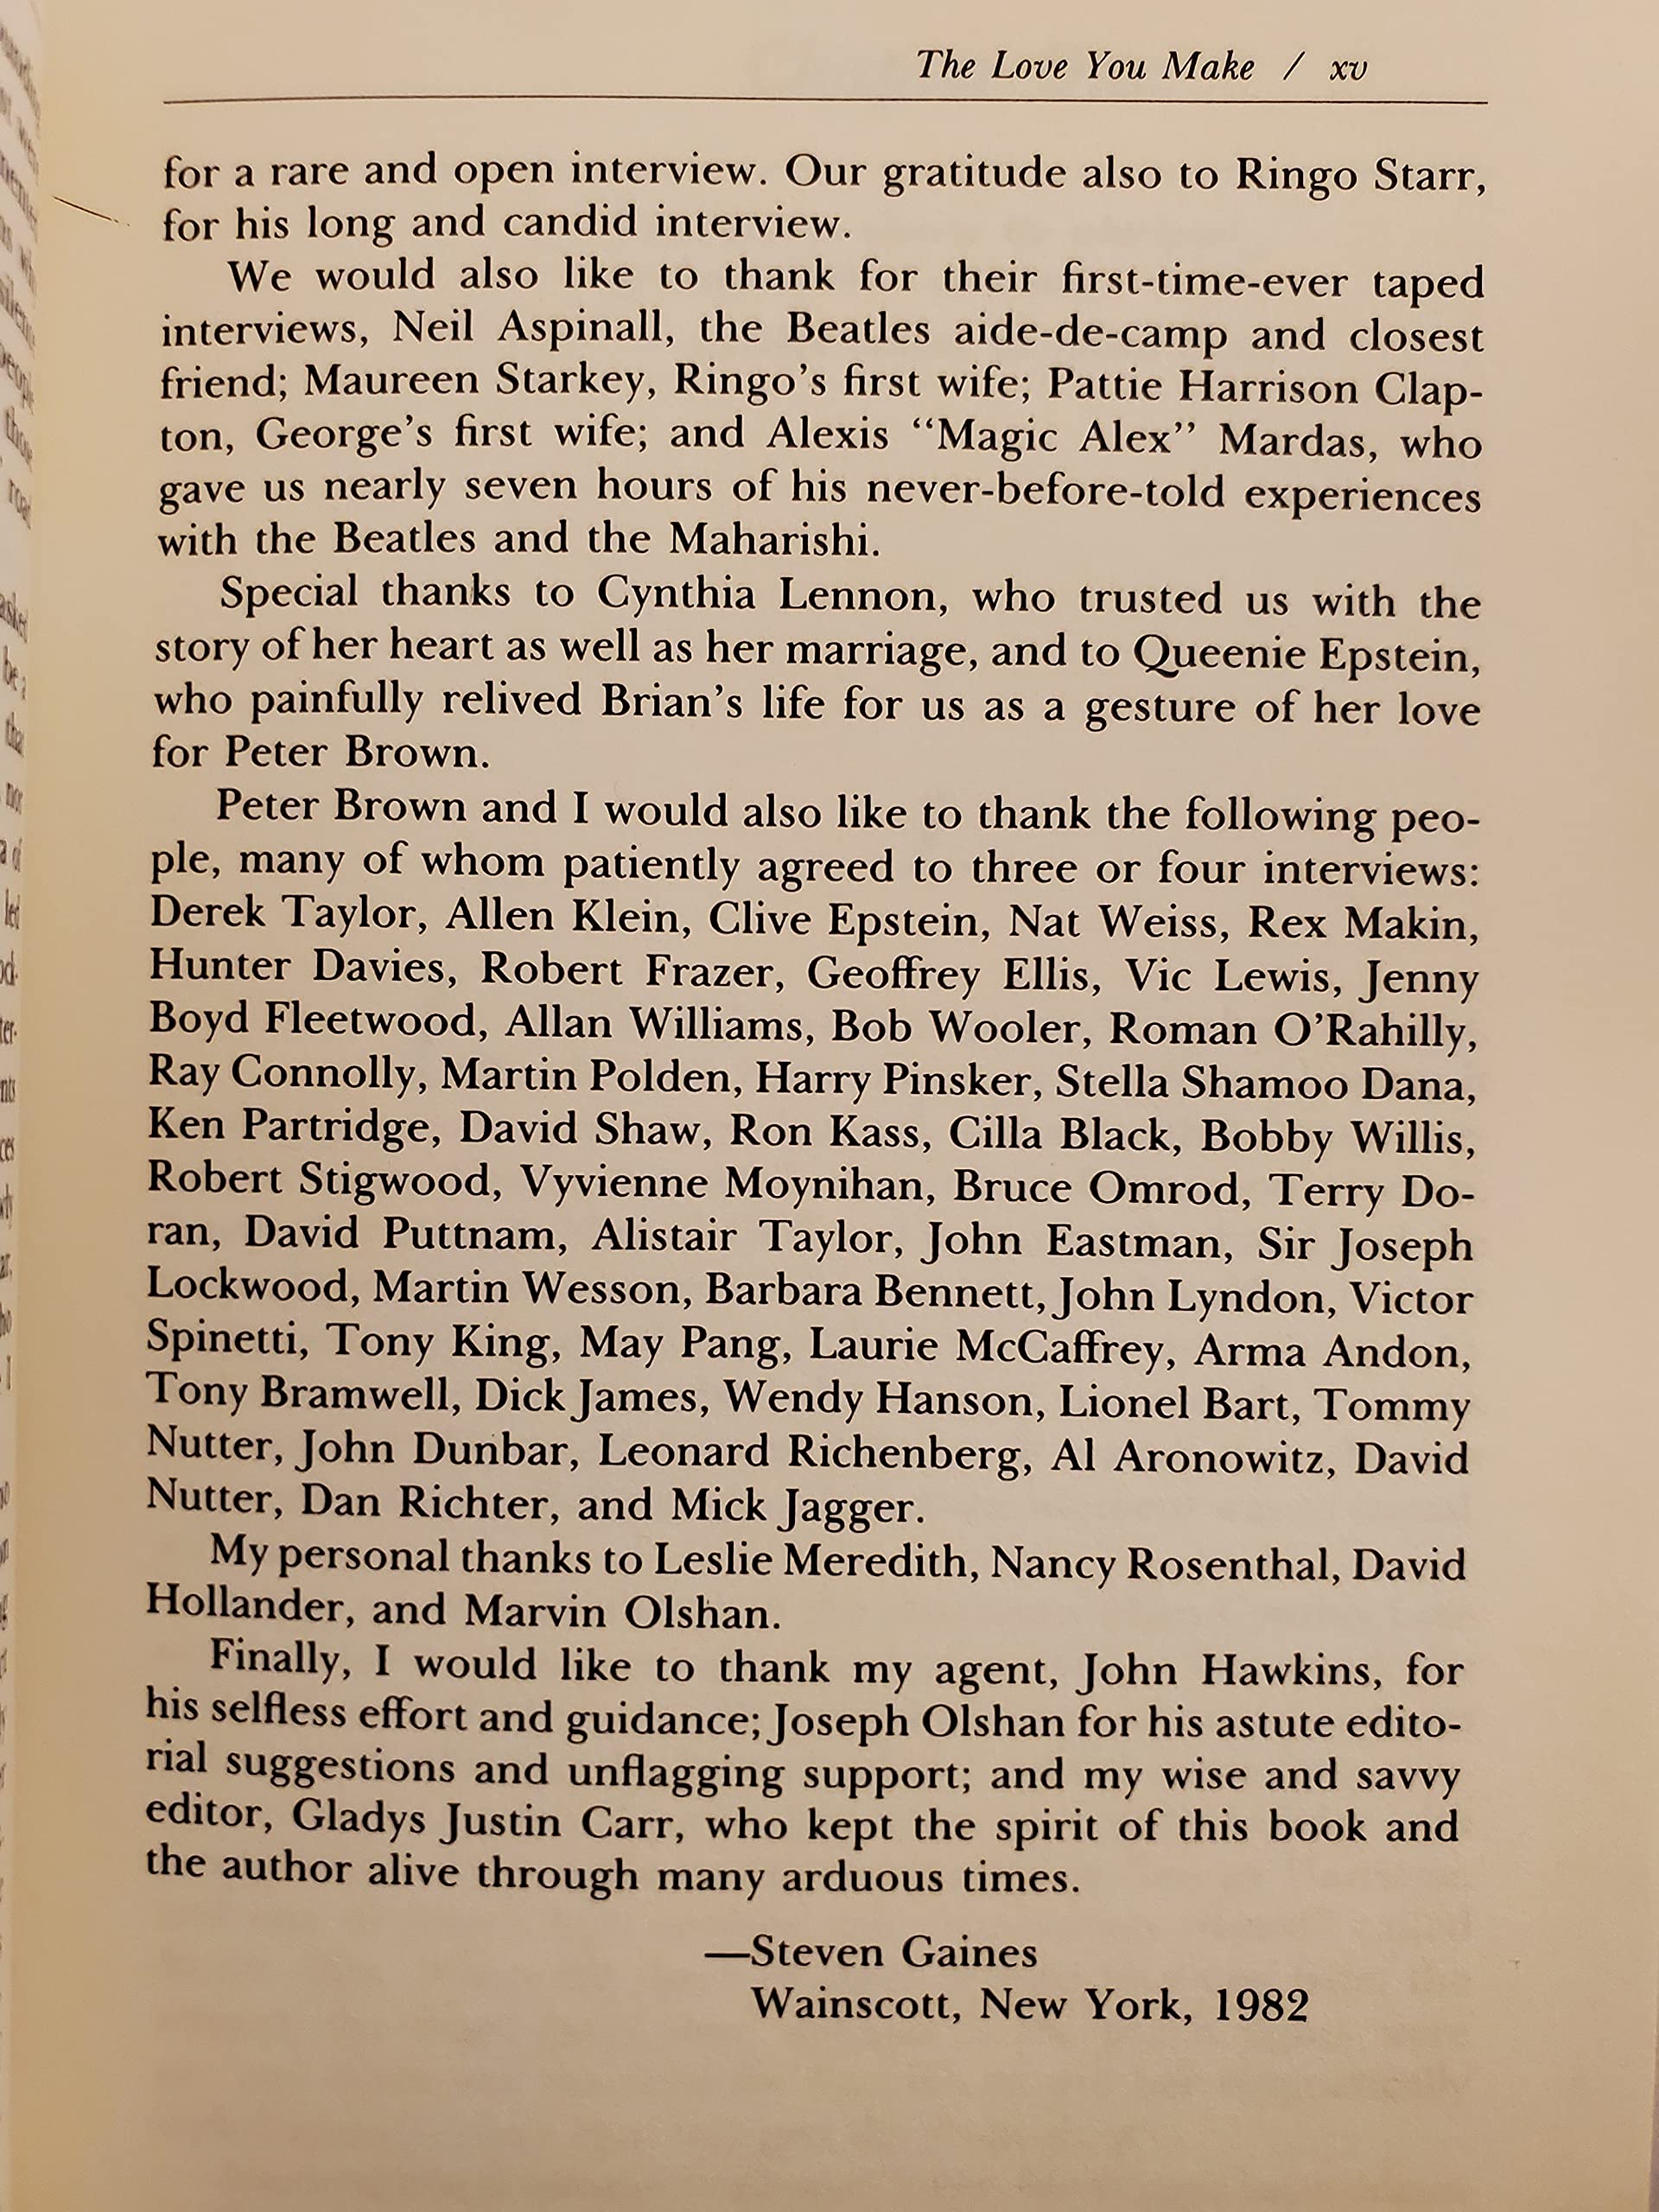 The Love You Make / xv
for a rare and open interview. Our gratitude also to Ringo Starr,
for his long and candid interview.
We would also like to thank for their first-time-ever taped
interviews, Neil Aspinall, the Beatles aide-de-camp and closest
friend; Maureen Starkey, Ringo's first wife; Pattie Harrison Clap-
ton, George's first wife; and Alexis “Magic Alex” Mardas, who
gave us nearly seven hours of his never-before-told experiences
with the Beatles and the Maharishi.
Special thanks to Cynthia Lennon, who trusted us with the
story of her heart as well as her marriage, and to Queenie Epstein,
who painfully relived Brian's life for us as a gesture of her love
for Peter Brown.
Peter Brown and I would also like to thank the following peo-
ple, many of whom patiently agreed to three or four interviews:
Derek Taylor, Allen Klein, Clive Epstein, Nat Weiss, Rex Makin,
Hunter Davies, Robert Frazer, Geoffrey Ellis, Vic Lewis, Jenny
Boyd Fleetwood, Allan Williams, Bob Wooler, Roman O'Rahilly,
Ray Connolly, Martin Polden, Harry Pinsker, Stella Shamoo Dana,
Ken Partridge, David Shaw, Ron Kass, Cilla Black, Bobby Willis,
Robert Stigwood, Vyvienne Moynihan, Bruce Omrod, Terry Do-
ran, David Puttnam, Alistair Taylor, John Eastman, Sir Joseph
Lockwood, Martin Wesson, Barbara Bennett, John Lyndon, Victor
Spinetti, Tony King, May Pang, Laurie McCaffrey, Arma Andon,
Tony Bramwell, Dick James, Wendy Hanson, Lionel Bart, Tommy
Nutter, John Dunbar, Leonard Richenberg, Al Aronowitz, David
Nutter, Dan Richter, and Mick Jagger.
My personal thanks to Leslie Meredith, Nancy Rosenthal, David
Hollander, and Marvin Olshan.
Finally, I would like to thank my agent, John Hawkins, for
his selfless effort and guidance; Joseph Olshan for his astute edito-
rial suggestions and unflagging support; and my wise and savvy
editor, Gladys Justin Carr, who kept the spirit of this book and
the author alive through many arduous times.
—Steven Gaines
Wainscott, New York, 1982